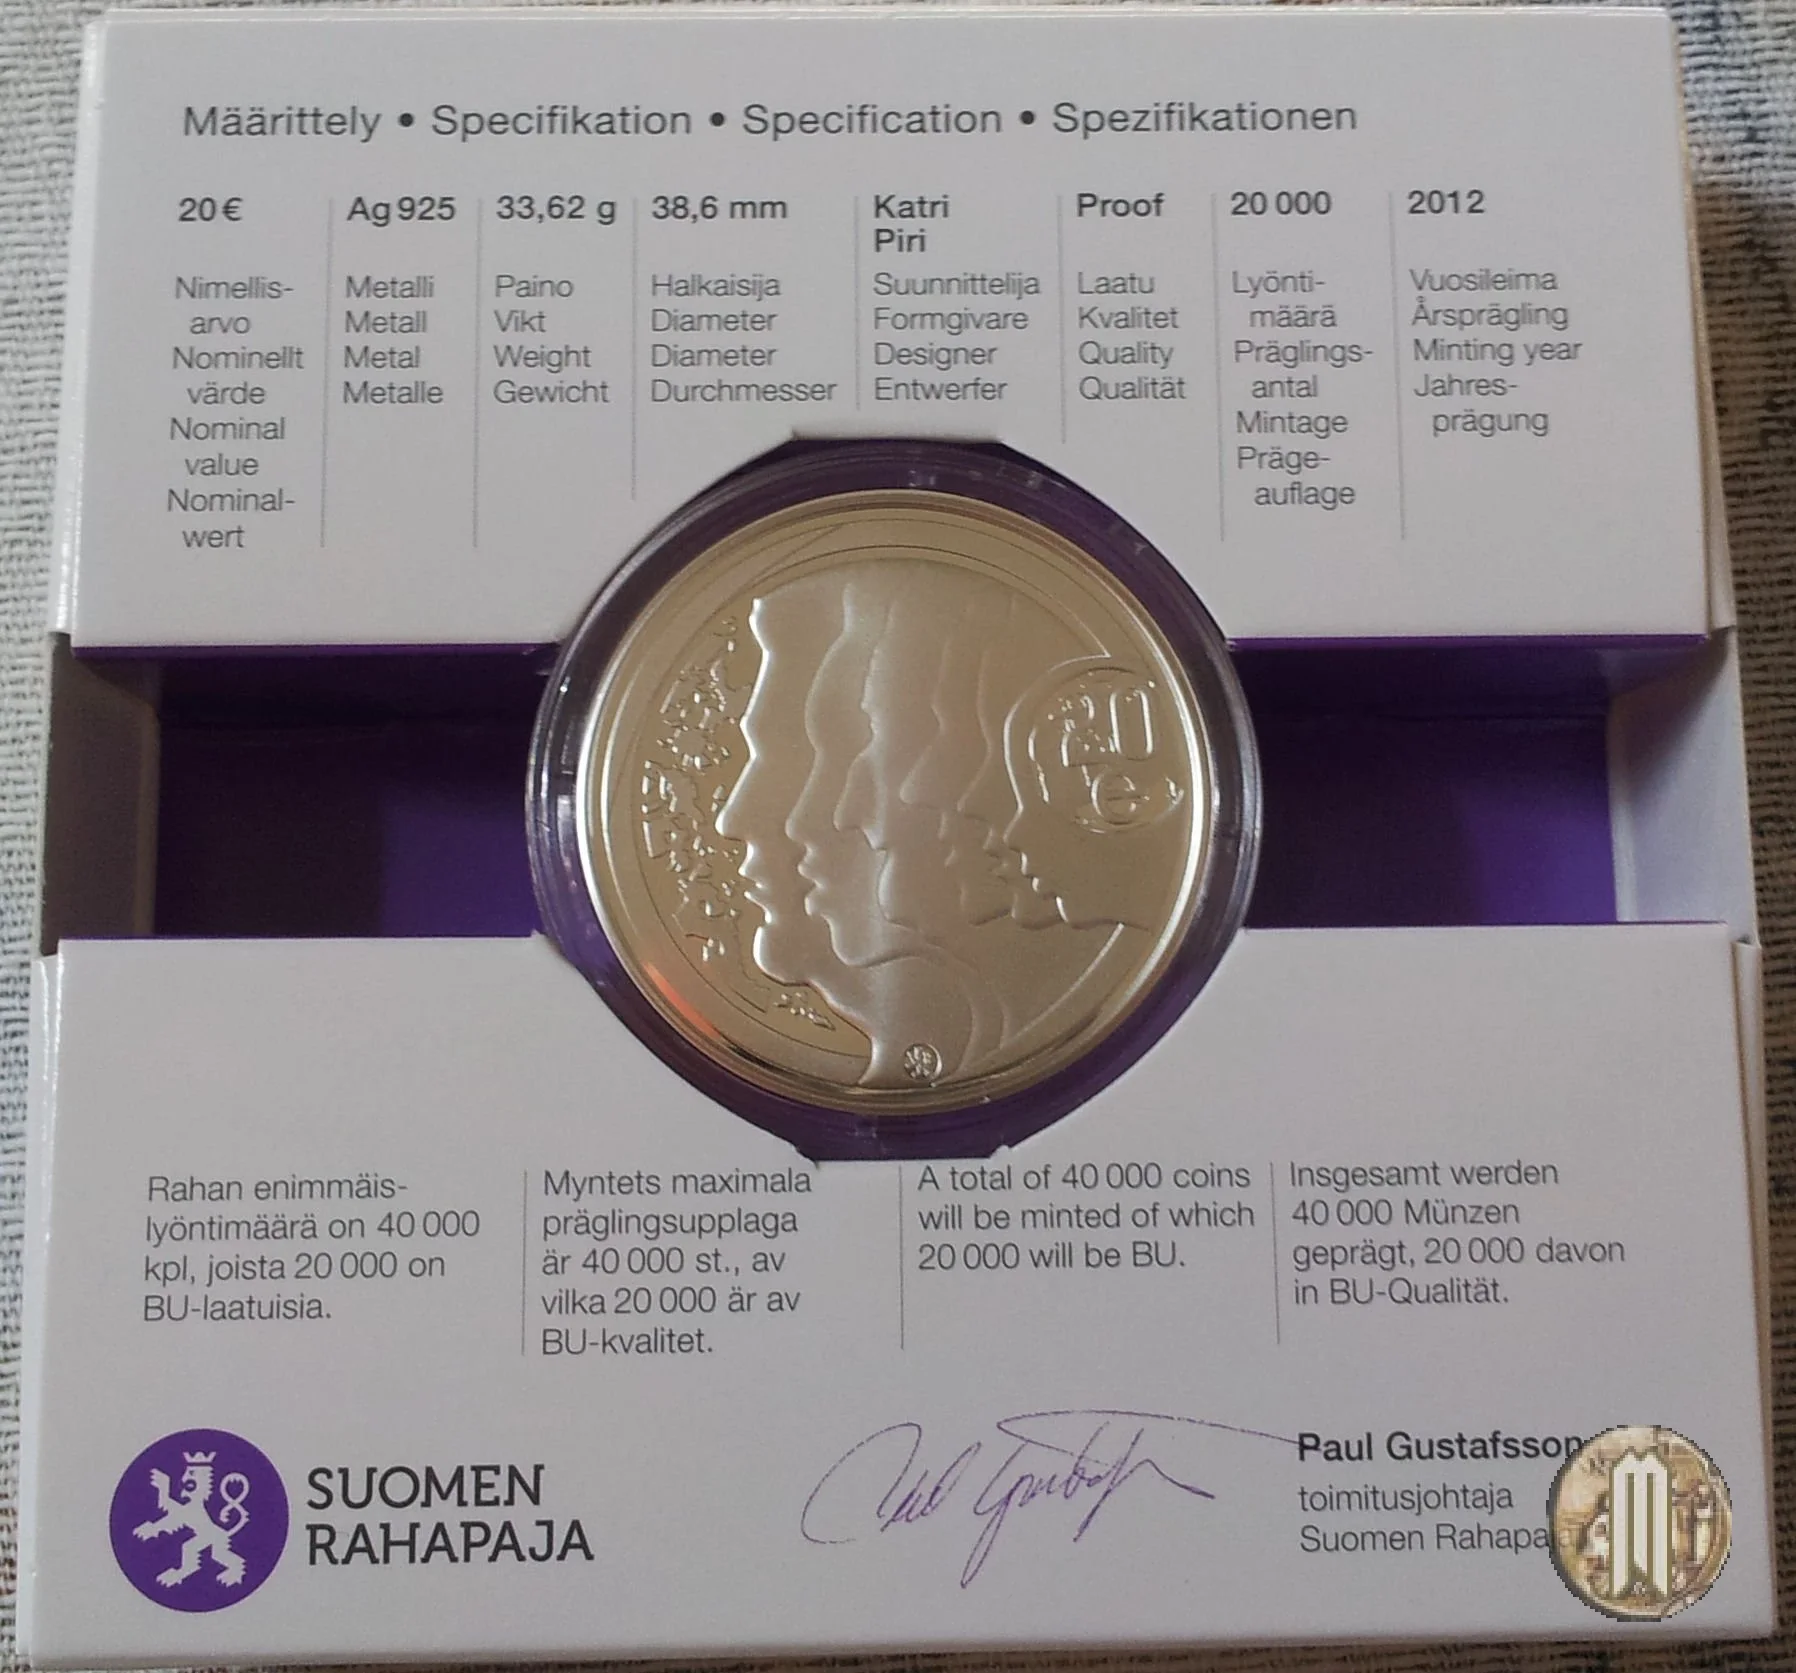 Määrittely • Specifikation • Specification • Spezifikationen
20 €
Nimellis-
arvo
Nominellt
värde
Nominal
value
Nominal-
wert
Ag 925
Metalli
Metall
Metal
Metalle
33,62 g
Paino
Vikt
Weight
Gewicht
38,6 mm
Halkaisija
Diameter
Diameter
Durchmesser
Katri
Piri
Suunnittelija
Formgivare
Designer
Entwerfer
Proof
Laatu
Kvalitet
Quality
Qualität
20 000
Lyönti-
määrä
Präglings-
antal
Mintage
Präge-
auflage
2012
Vuosileima
Årsprägling
Minting year
Jahres-
prägung
20
€
Rahan enimmäis-
lyöntimäärä on 40 000
kpl, joista 20 000 on
BU-laatuisia.
Myntets maximala
präglingsupplaga
är 40 000 st., av
vilka 20 000 är av
BU-kvalitet.
A total of 40 000 coins
will be minted of which
20 000 will be BU.
Insgesamt werden
40 000 Münzen
geprägt, 20 000 davon
in BU-Qualität.
SUOMEN
RAHAPAJA
Paul Gustafsson
toimitusjohtaja
Suomen Rahapaja